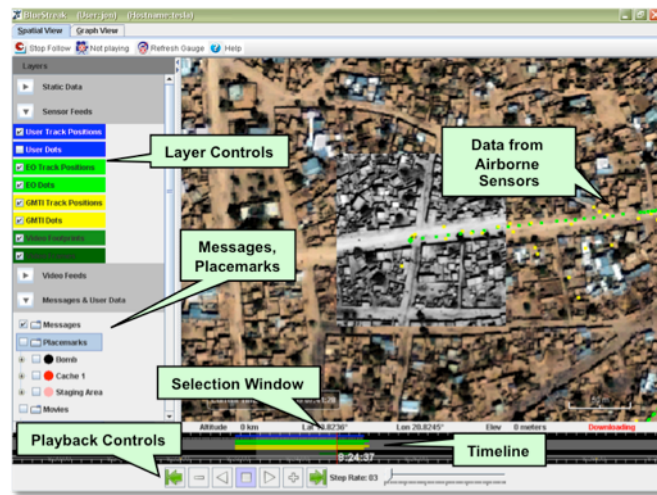 BlueStreak (User:jen) (Hostname:tesla)
Spatial View Graph View
Stop Follow Not playing Refresh Gauge Help
Layers
Static Data
Sensor Feeds
User Track Positions
User Dots
EO Track Positions
EO Dots
GMTI Track Positions
GMTI Dots
Video Footprints
Video Feeds
Messages & User Data
Messages
Placemarks
Bomb
Cache 1
Staging Area
Movies
Layer Controls
Data from
Airborne
Sensors
Messages,
Placemarks
Selection Window
Altitude 0 km Lat Lon 20.8245° Elev 0 meters Downloading
Playback Controls
Timeline
8:24:37
Step Rate: 03